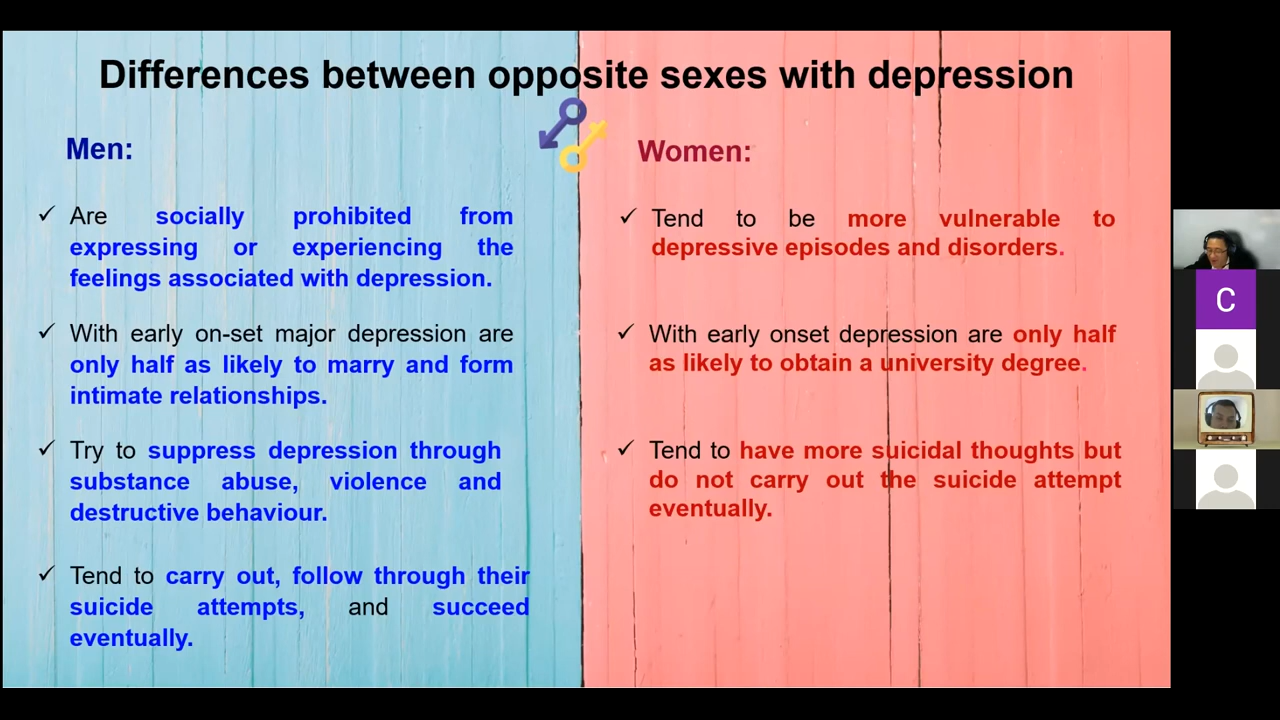 Differences between opposite sexes with depression
Men:
✓ Are socially prohibited from
expressing or experiencing the
feelings associated with depression.
✓ With early on-set major depression are
only half as likely to marry and form
intimate relationships.
✓ Try to suppress depression through
substance abuse, violence and
destructive behaviour.
✓ Tend to carry out, follow through their
suicide attempts, and succeed
eventually.
Women:
✓ Tend to be more vulnerable to
depressive episodes and disorders.
✓ With early onset depression are only half
as likely to obtain a university degree.
✓ Tend to have more suicidal thoughts but
do not carry out the suicide attempt
eventually.
C